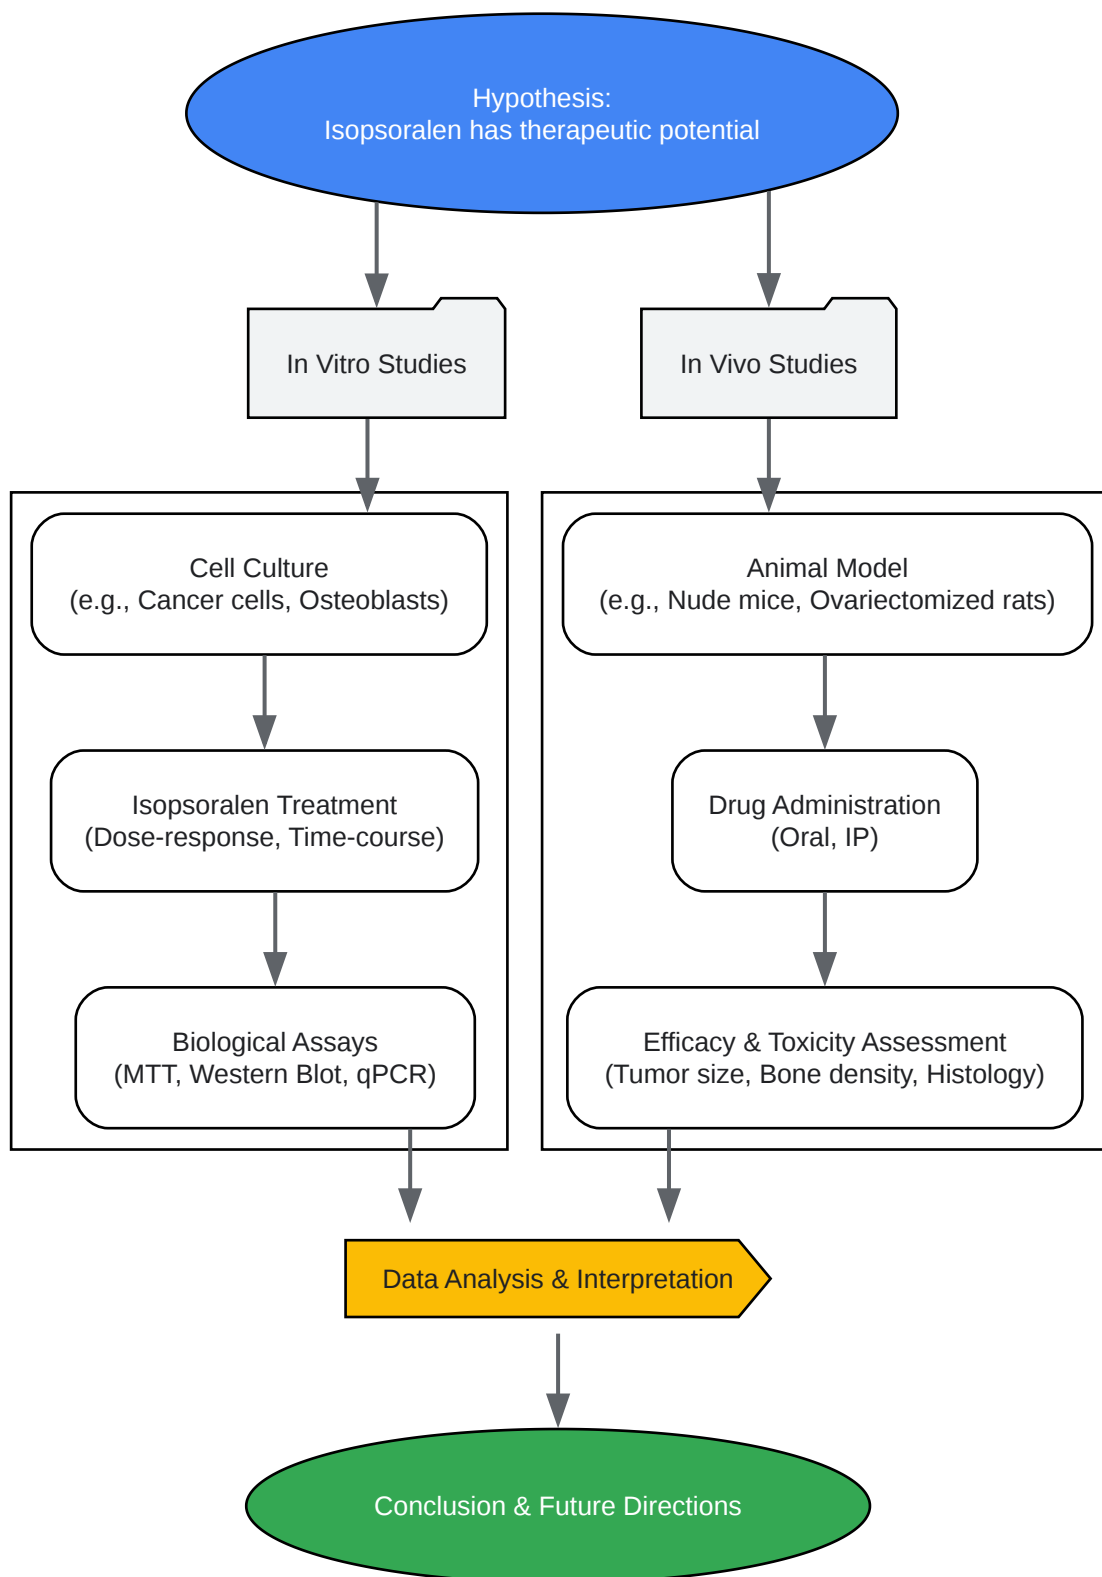 Hypothesis:
Isopsoralen has therapeutic potential
In Vitro Studies
In Vivo Studies
Cell Culture
(e.g., Cancer cells, Osteoblasts)
Animal Model
(e.g., Nude mice, Ovariectomized rats)
Isopsoralen Treatment
(Dose-response, Time-course)
Drug Administration
(Oral, IP)
Biological Assays
(MTT, Western Blot, qPCR)
Efficacy & Toxicity Assessment
(Tumor size, Bone density, Histology)
Data Analysis & Interpretation
Conclusion & Future Directions